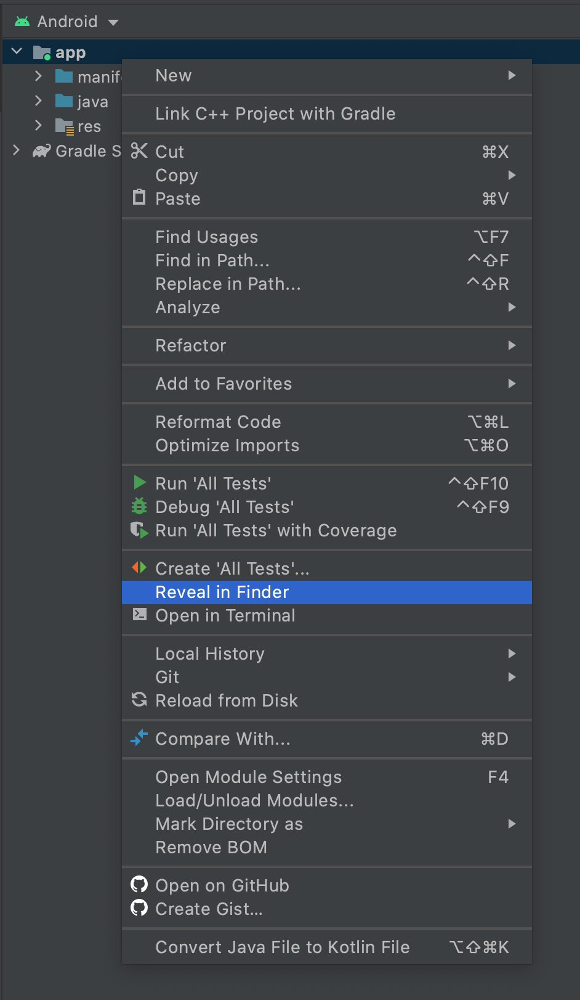 Android
app
manif
java
res
Gradle S
New
Link C++ Project with Gradle
Cut ⌘X
Copy
Paste ⌘V
Find Usages ⌥F7
Find in Path... ^⇧F
Replace in Path... ^⇧R
Analyze
Refactor
Add to Favorites
Reformat Code ⌥⌘L
Optimize Imports ⌥⌘O
Run 'All Tests' ^⇧F10
Debug 'All Tests' ^⇧F9
Run 'All Tests' with Coverage
Create 'All Tests'...
Reveal in Finder
Open in Terminal
Local History
Git
Reload from Disk
Compare With... ⌘D
Open Module Settings F4
Load/Unload Modules...
Mark Directory as
Remove BOM
Open on GitHub
Create Gist...
Convert Java File to Kotlin File ⌥⇧⌘K